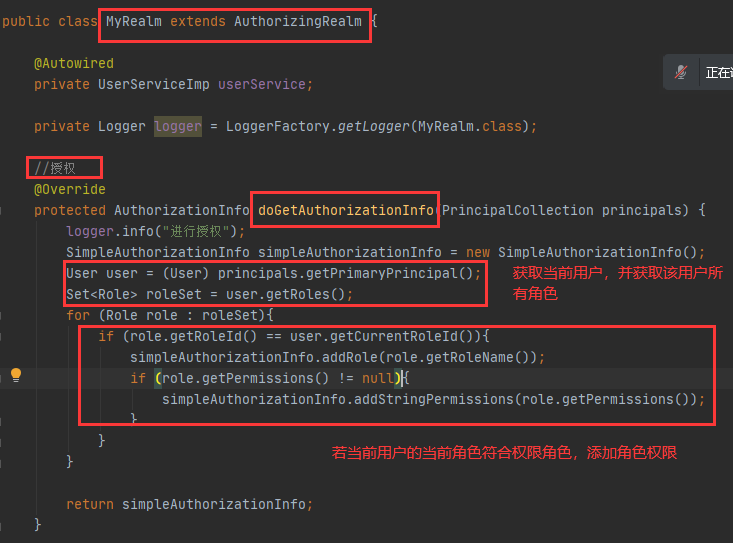 public class MyRealm extends AuthorizingRealm {
@Autowired
private UserServiceImp userService;
正在讠
private Logger logger = LoggerFactory.getLogger(MyRealm.class);
//授权
@Override
protected AuthorizationInfo doGetAuthorizationInfo(PrincipalCollection principals) {
logger.info("进行授权");
SimpleAuthorizationInfo simpleAuthorizationInfo = new SimpleAuthorizationInfo();
User user = (User) principals.getPrimaryPrincipal();
Set<Role> roleSet = user.getRoles();
获取当前用户，并获取该用户所
有角色
for (Role role : roleSet){
if (role.getRoleId() == user.getCurrentRoleId()){
simpleAuthorizationInfo.addRole(role.getRoleName());
if (role.getPermissions() != null){
simpleAuthorizationInfo.addStringPermissions(role.getPermissions());
}
}
若当前用户的当前角色符合权限角色，添加角色权限
}
return simpleAuthorizationInfo;
}